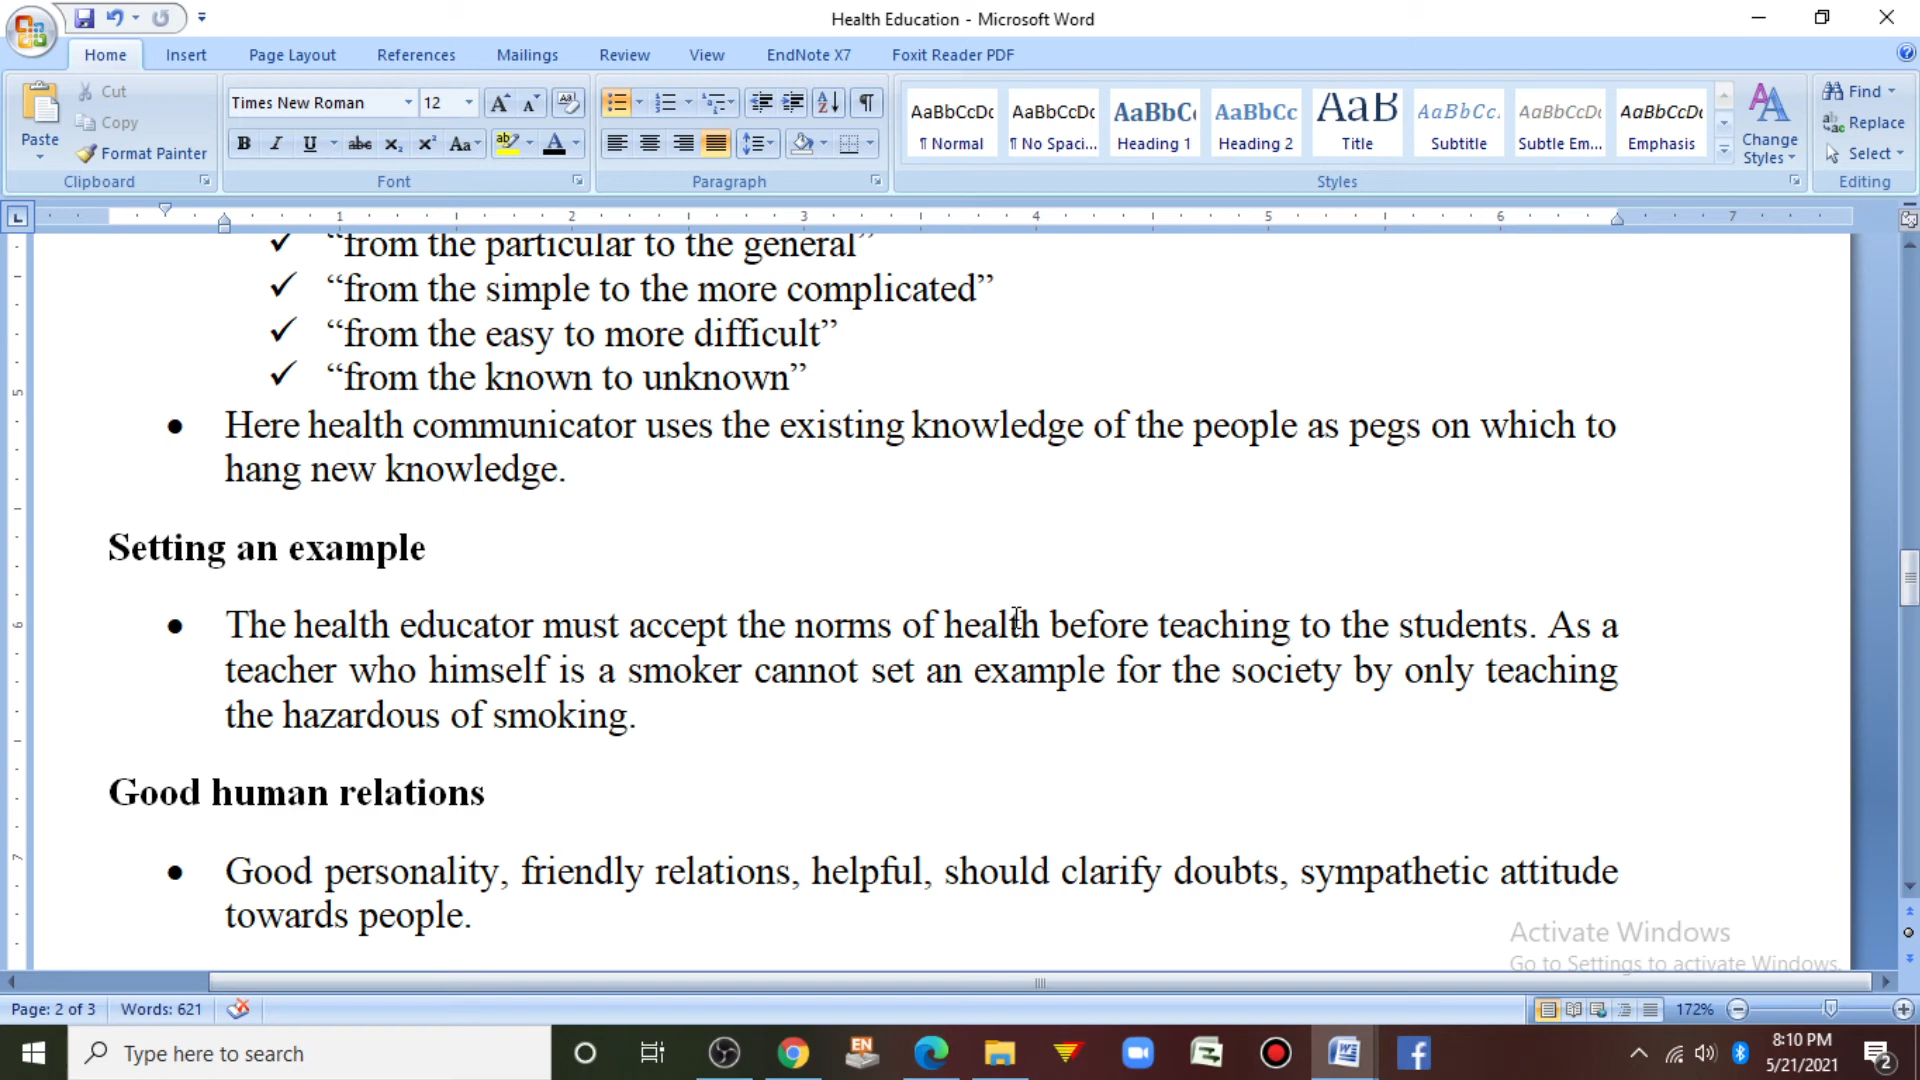 Health Education - Microsoft Word
Home Insert Page Layout References Mailings Review View EndNote X7 Foxit Reader PDF
Paste
Cut
Copy
Format Painter
Clipboard
Times New Roman 12
Font
Paragraph
AaBbCcDc AaBbCcDc AaBbC AaBbCc AaB AaBbCc. AaBbCcDc AaBbCcDc
¶ Normal ¶ No Spaci... Heading 1 Heading 2 Title Subtitle Subtle Em... Emphasis
Change Styles
Styles
Find
Replace
Select
Editing
1 2 3 4 5 6 7
✓ “from the particular to the general”
✓ “from the simple to the more complicated”
✓ “from the easy to more difficult”
✓ “from the known to unknown”
• Here health communicator uses the existing knowledge of the people as pegs on which to
hang new knowledge.
Setting an example
• The health educator must accept the norms of health before teaching to the students. As a
teacher who himself is a smoker cannot set an example for the society by only teaching
the hazardous of smoking.
Good human relations
• Good personality, friendly relations, helpful, should clarify doubts, sympathetic attitude
towards people.
Activate Windows
Go to Settings to activate Windows.
Page: 2 of 3 Words: 621 172%
Type here to search
EN
8:10 PM
5/21/2021
2